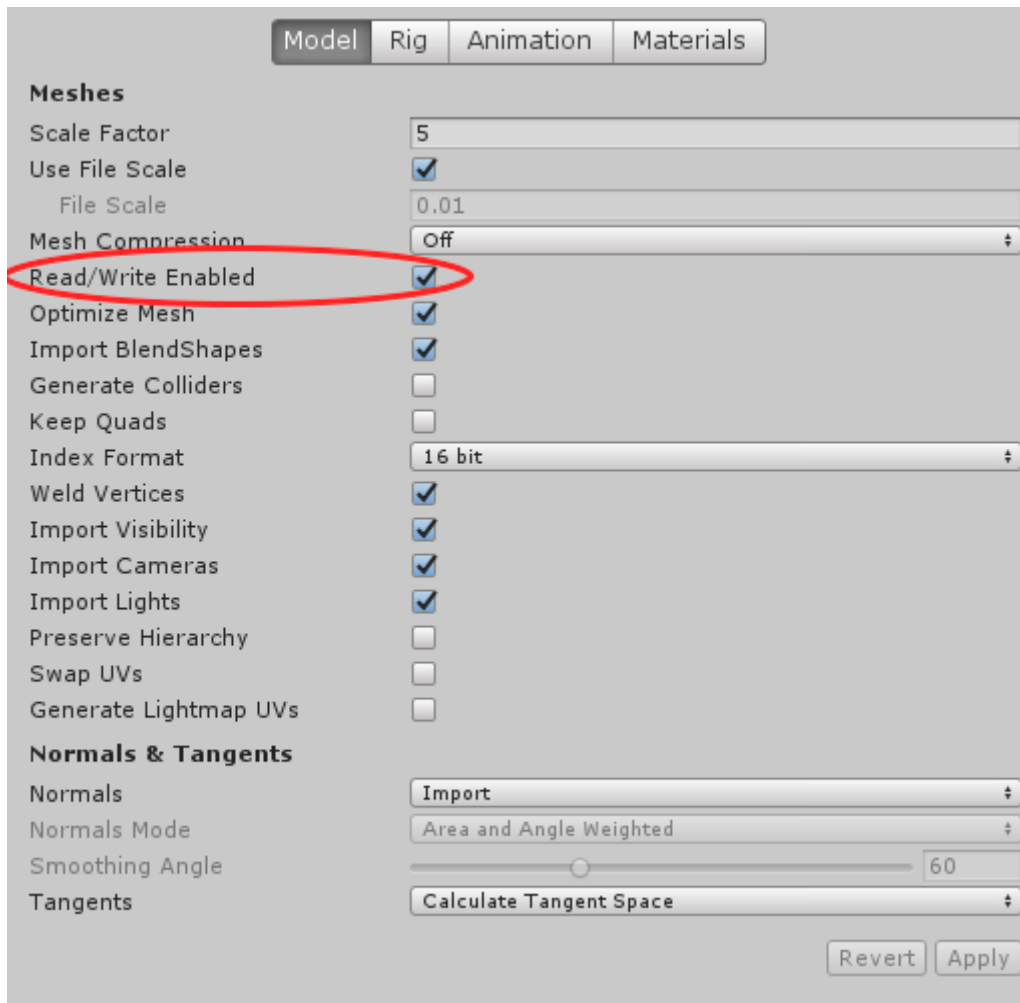 Model Rig Animation Materials
Meshes
Scale Factor 5
Use File Scale
File Scale 0.01
Mesh Compression Off
Read/Write Enabled
Optimize Mesh
Import BlendShapes
Generate Colliders
Keep Quads
Index Format 16 bit
Weld Vertices
Import Visibility
Import Cameras
Import Lights
Preserve Hierarchy
Swap UVs
Generate Lightmap UVs
Normals & Tangents
Normals Import
Normals Mode Area and Angle Weighted
Smoothing Angle 60
Tangents Calculate Tangent Space
Revert Apply